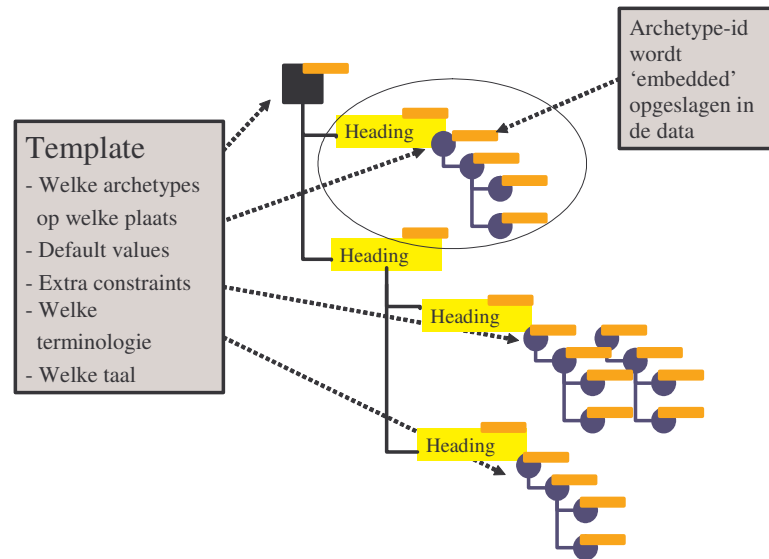 Archetype-id
wordt
‘embedded’
opgeslagen in
de data
Heading
Template
- Welke archetypes
op welke plaats
- Default values
- Extra constraints
- Welke
terminologie
- Welke taal
Heading
Heading
Heading